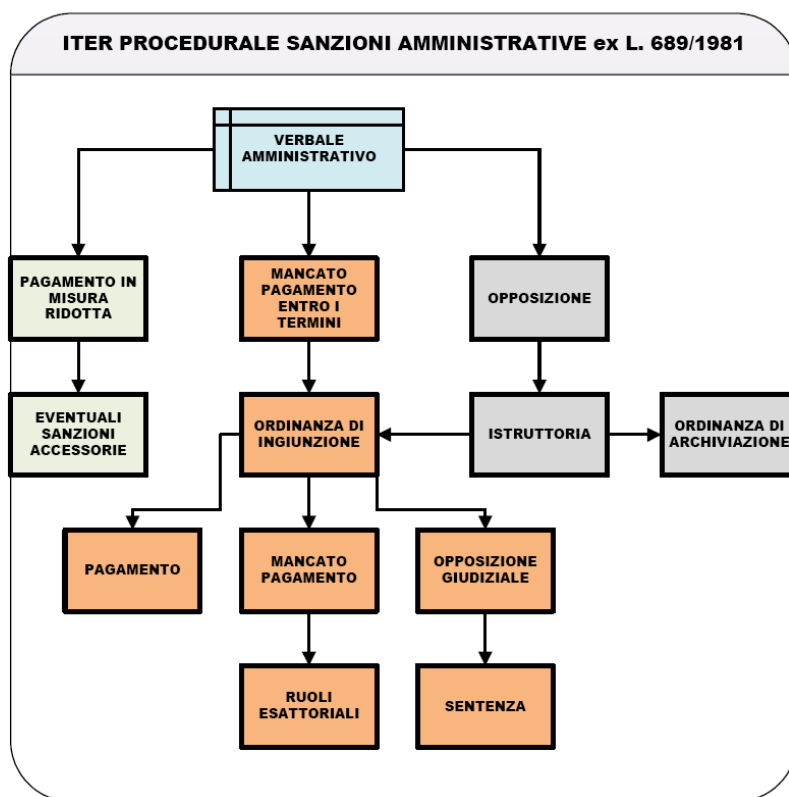 ITER PROCEDURALE SANZIONI AMMINISTRATIVE ex L. 689/1981
VERBALE
AMMINISTRATIVO
PAGAMENTO IN
MISURA
RIDOTTA
MANCATO
PAGAMENTO
ENTRO I
TERMINI
OPPOSIZIONE
EVENTUALI
SANZIONI
ACCESSORIE
ORDINANZA DI
INGIUNZIONE
ISTRUTTORIA
ORDINANZA DI
ARCHIVIAZIONE
PAGAMENTO
MANCATO
PAGAMENTO
OPPOSIZIONE
GIUDIZIALE
RUOLI
ESATTORIALI
SENTENZA